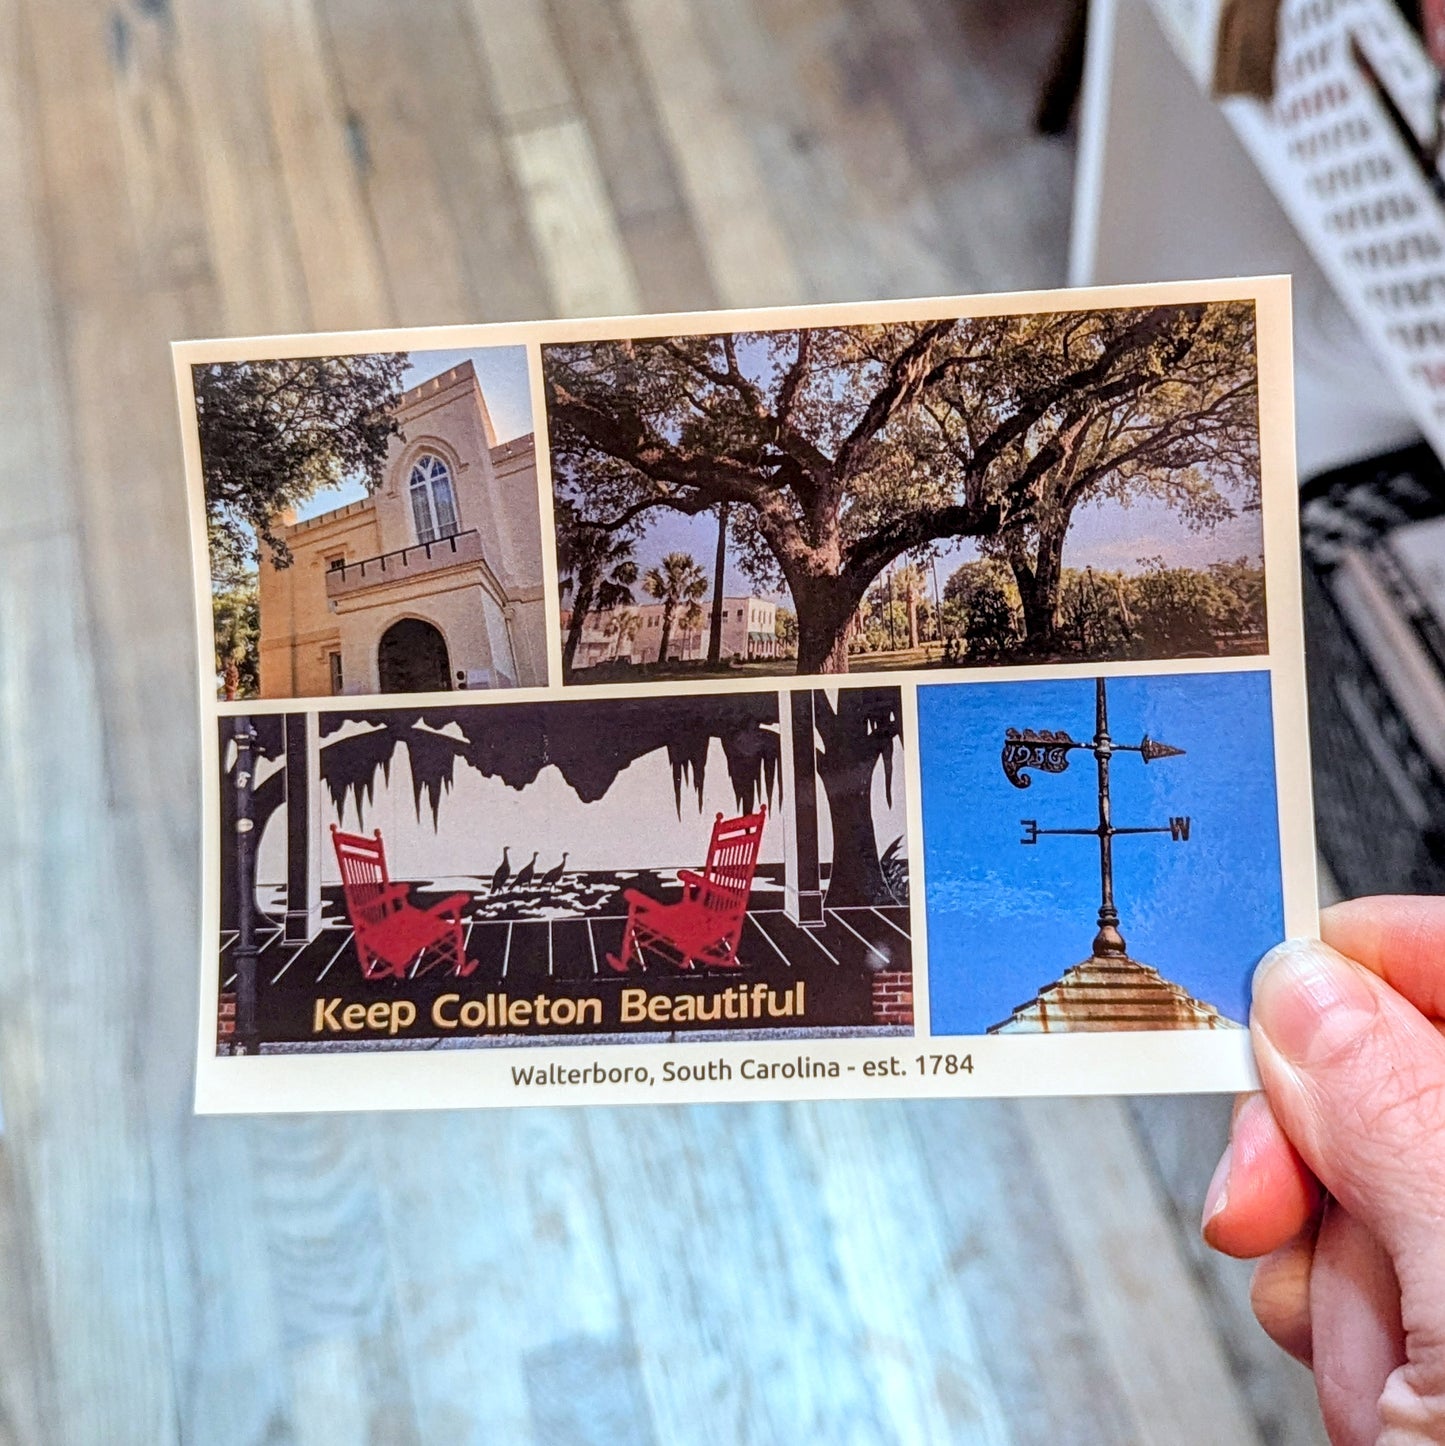 1936
E W
Keep Colleton Beautiful
Walterboro, South Carolina - est. 1784